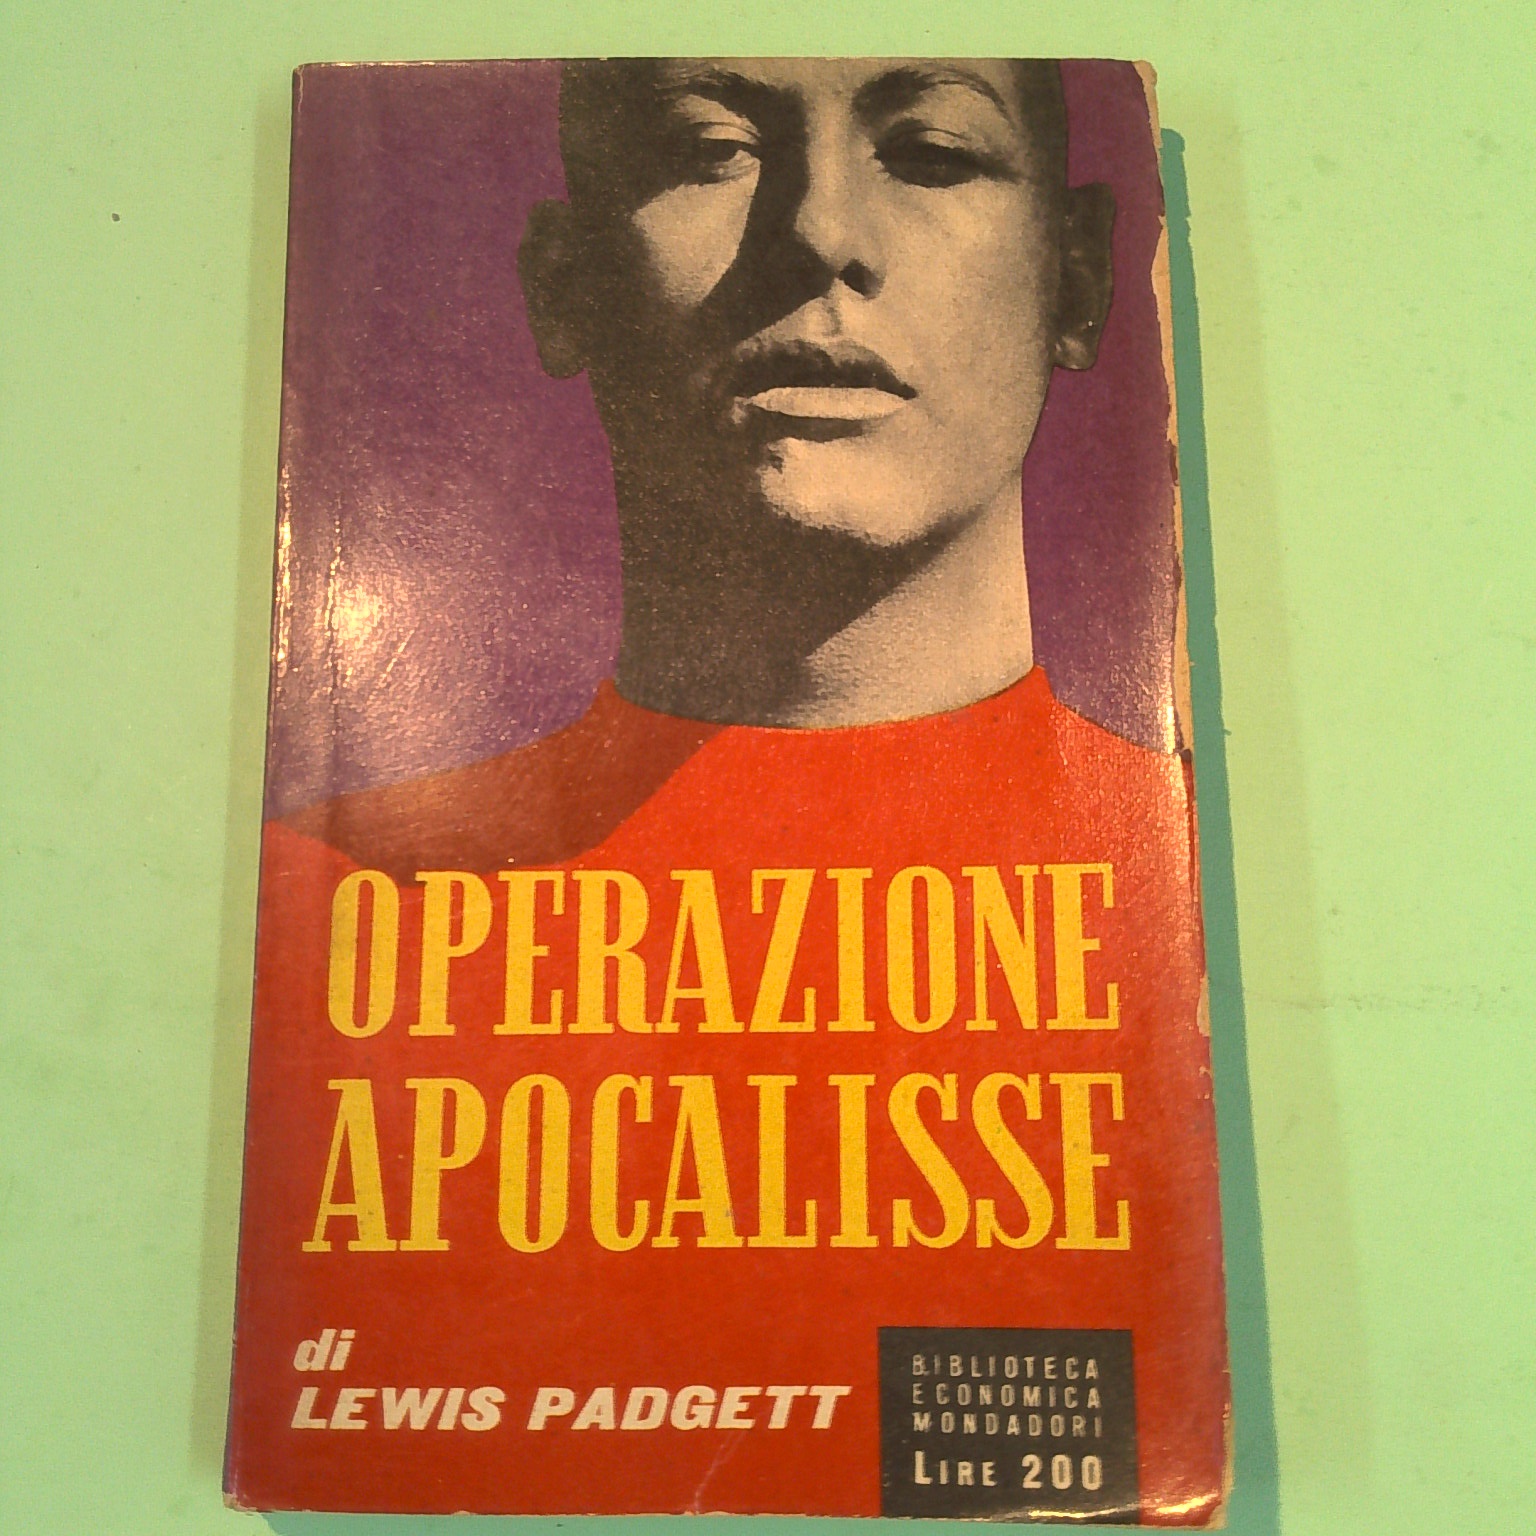 OPERAZIONE
APOCALISSE
di
LEWIS PADGETT
BIBLIOTECA
ECONOMICA
MONDADORI
LIRE 200